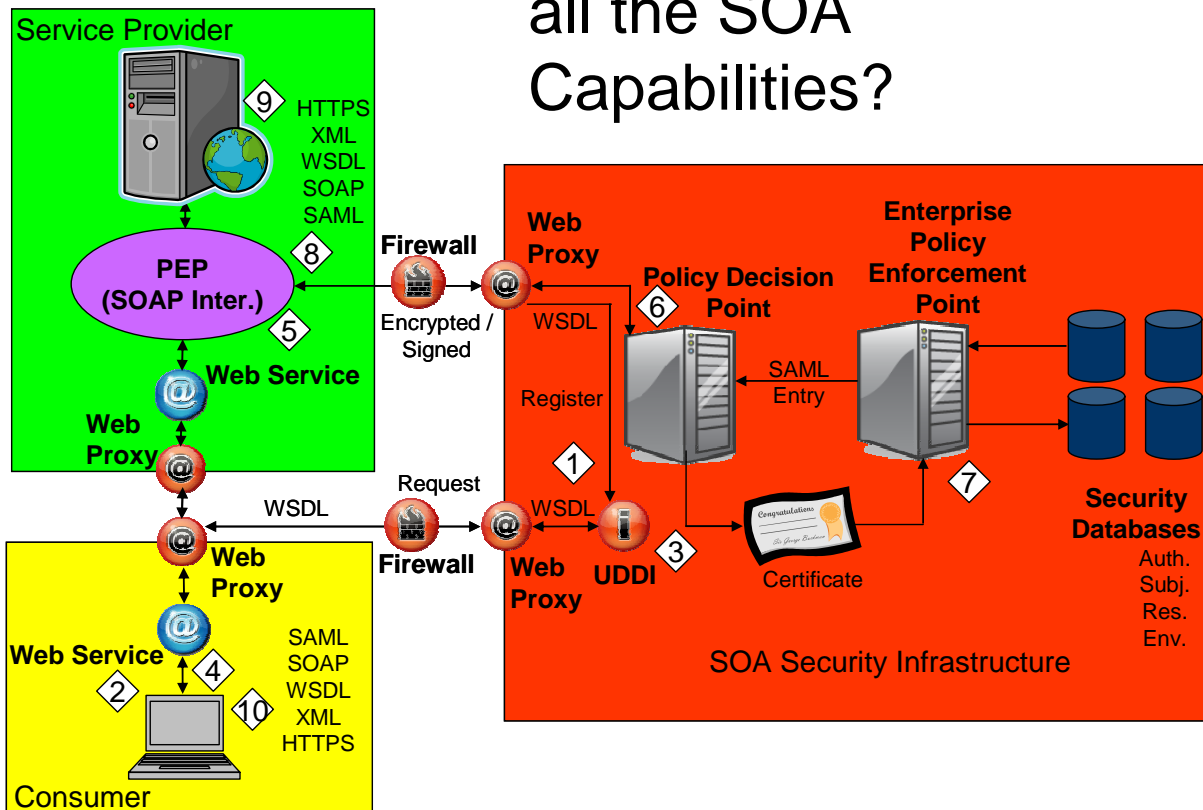 all the SOA
Capabilities?
Service Provider
9
HTTPS
XML
WSDL
SOAP
SAML
8
PEP
(SOAP Inter.)
5
Firewall
Encrypted /
Signed
Web
Proxy
WSDL
Register
6
Policy Decision
Point
Enterprise
Policy
Enforcement
Point
SAML
Entry
@
Web Service
Web
Proxy
@
@
1
7
Security
Databases
Auth.
Subj.
Res.
Env.
WSDL
Request
Firewall
@
WSDL
Web
Proxy
UDDI
3
Congratulations
Certificate
SOA Security Infrastructure
@
Web
Proxy
@
Web Service
2
4
10
SAML
SOAP
WSDL
XML
HTTPS
Consumer